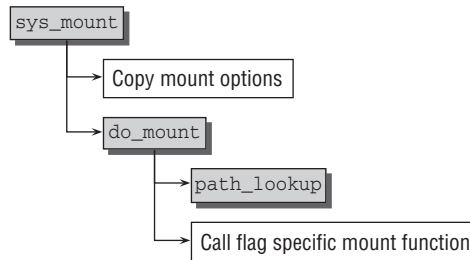 sys_mount
Copy mount options
do_mount
path_lookup
Call flag specific mount function